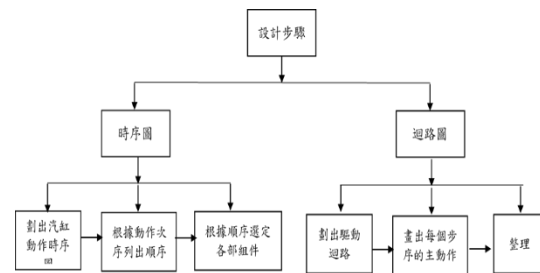 設計步驟
時序圖
迴路圖
劃出汽缸
動作時序
根據動作次
序列出順序
根據順序選定
各部組件
劃出驅動
迴路
畫出每個步
序的主動作
整理